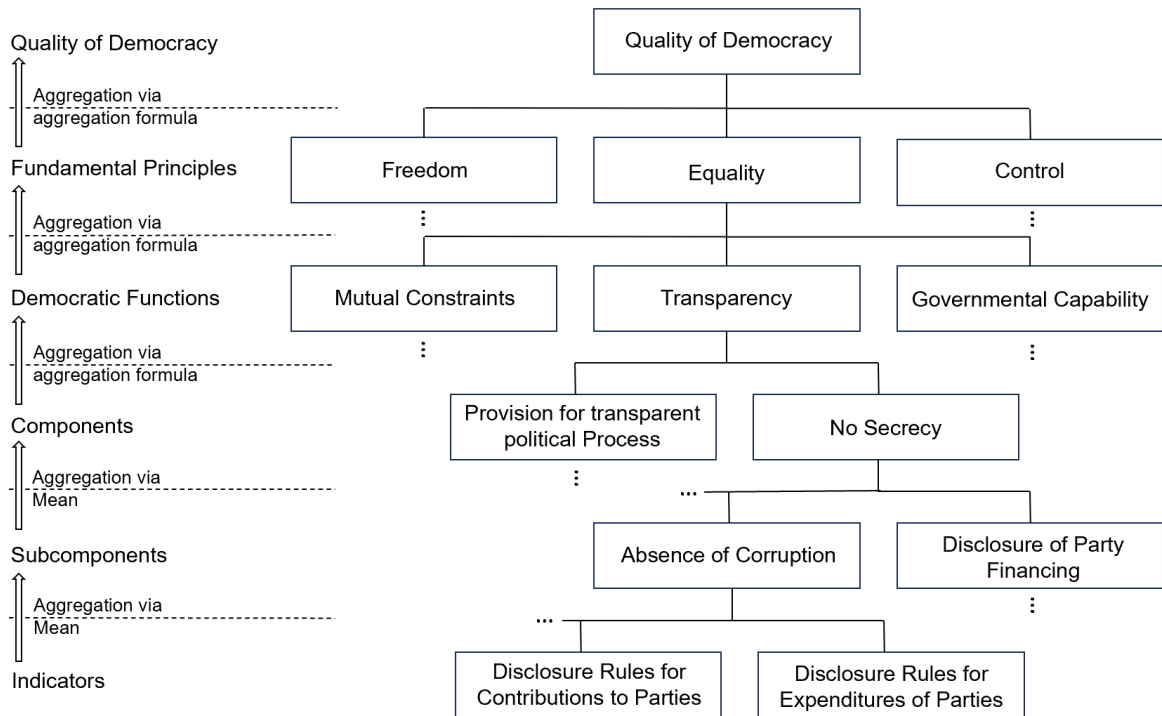 Quality of Democracy
Quality of Democracy
Aggregation via
aggregation formula
Fundamental Principles
Freedom
Equality
Control
...
...
Aggregation via
aggregation formula
Democratic Functions
Mutual Constraints
Transparency
Governmental Capability
...
...
Aggregation via
aggregation formula
Components
Provision for transparent
political Process
No Secrecy
...
Aggregation via
Mean
...
Subcomponents
Absence of Corruption
Disclosure of Party
Financing
...
Aggregation via
Mean
...
Indicators
Disclosure Rules for
Contributions to Parties
Disclosure Rules for
Expenditures of Parties